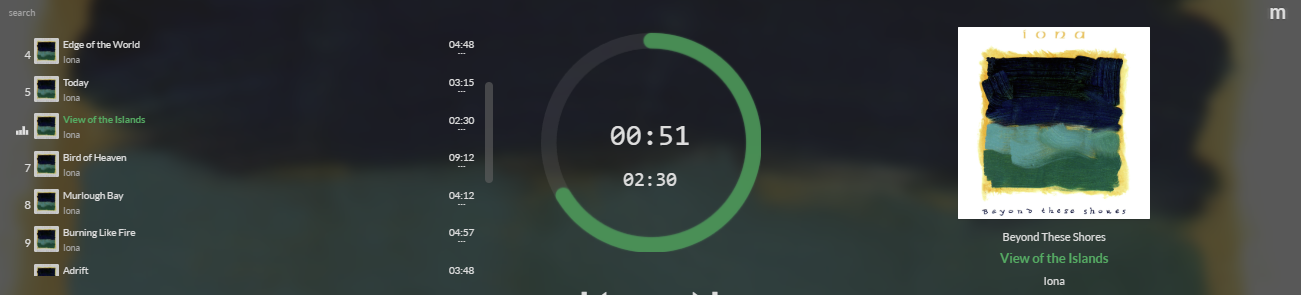 search
m
4
Edge of the World
Iona
04:48
---
5
Today
Iona
03:15
---
View of the Islands
Iona
02:30
---
7
Bird of Heaven
Iona
09:12
---
8
Murlough Bay
Iona
04:12
---
9
Burning Like Fire
Iona
04:57
---
Adrift
03:48
00:51
02:30
iona
Beyond these shores
Beyond These Shores
View of the Islands
Iona